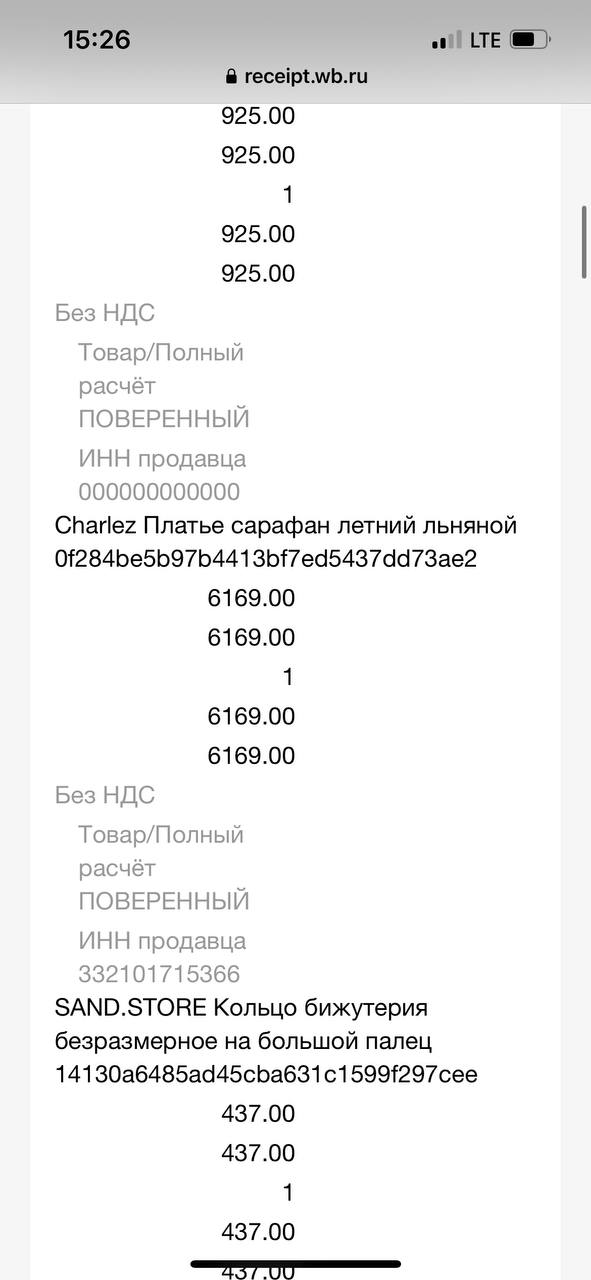 15:26
LTE
receipt.wb.ru
925.00
925.00
1
925.00
925.00
Без НДС
Товар/Полный
расчёт
ПОВЕРЕННЫЙ
ИНН продавца
000000000000
Charlez Платье сарафан летний льняной
0f284be5b97b4413bf7ed5437dd73ae2
6169.00
6169.00
1
6169.00
6169.00
Без НДС
Товар/Полный
расчёт
ПОВЕРЕННЫЙ
ИНН продавца
332101715366
SAND.STORE Кольцо бижутерия
безразмерное на большой палец
14130a6485ad45cba631c1599f297cee
437.00
437.00
1
437.00
437.00